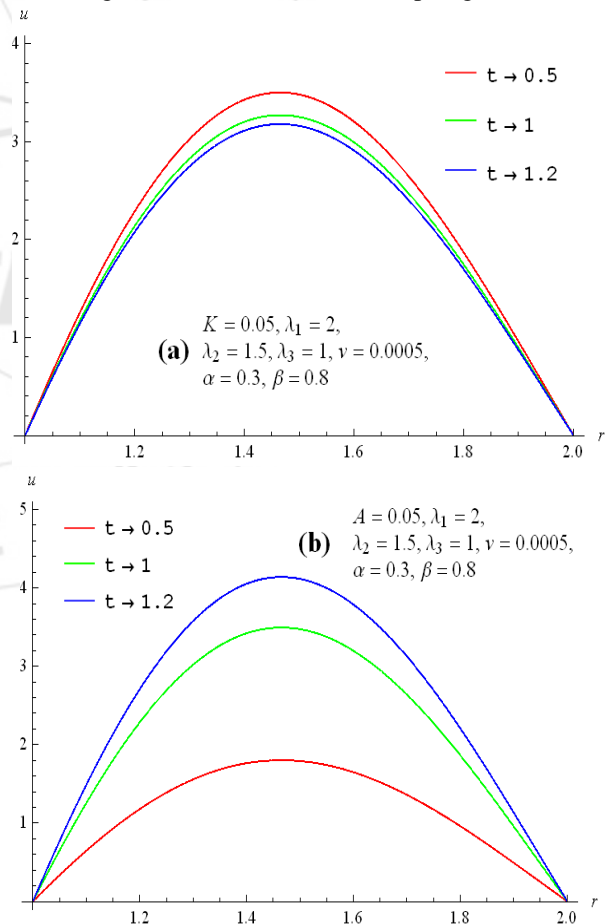 u
4
3
2
1
t → 0.5
t → 1
t → 1.2
K = 0.05, λ1 = 2,
(a) λ2 = 1.5, λ3 = 1, ν = 0.0005,
α = 0.3, β = 0.8
1.2 1.4 1.6 1.8 2.0 r
u
5
4
3
2
1
t → 0.5
t → 1
t → 1.2
A = 0.05, λ1 = 2,
(b) λ2 = 1.5, λ3 = 1, ν = 0.0005,
α = 0.3, β = 0.8
1.2 1.4 1.6 1.8 2.0 r